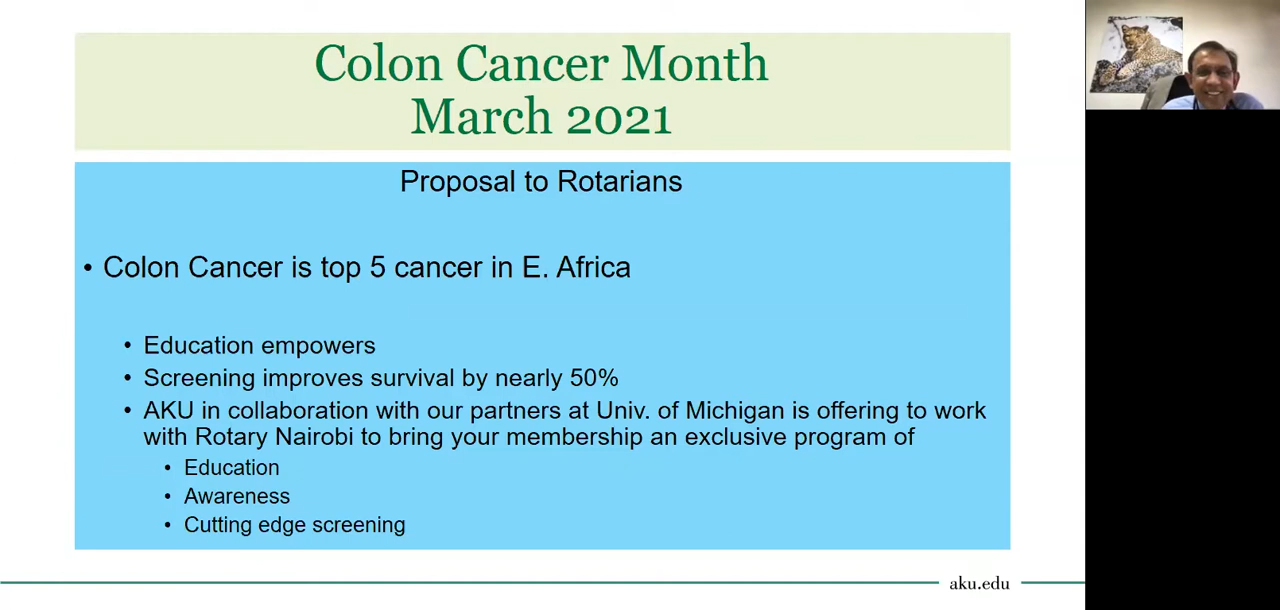 Colon Cancer Month
March 2021
Proposal to Rotarians
• Colon Cancer is top 5 cancer in E. Africa
• Education empowers
• Screening improves survival by nearly 50%
• AKU in collaboration with our partners at Univ. of Michigan is offering to work
with Rotary Nairobi to bring your membership an exclusive program of
• Education
• Awareness
• Cutting edge screening
aku.edu